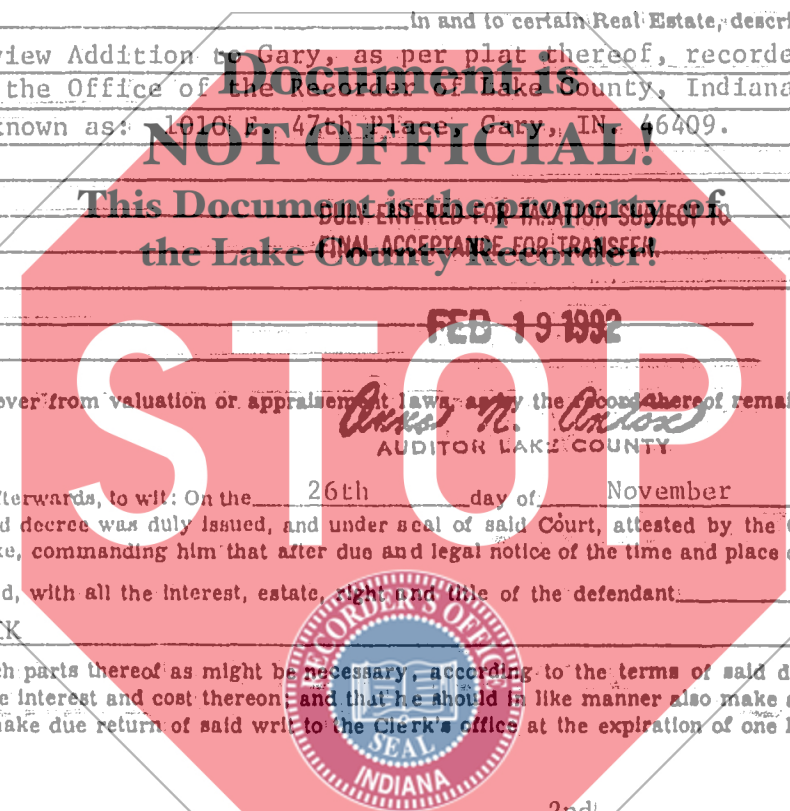 in and to certain Real Estate, descri
view Addition to Gary, as per plat thereof, recorde
the Office of the Recorder of Lake County, Indiana
known as: 1010 E. 47th Place, Gary, IN. 46409.
Document is
NOT OFFICIAL!
This Document is the property of
the Lake County Recorder!
DULY ENTERED FOR TAXATION SUBJECT TO
FINAL ACCEPTANCE FOR TRANSFER.
FEB 19 1992
STOP
over from valuation or appraisement laws, as by the record thereof remai
Anna N. Anton
AUDITOR LAKE COUNTY
fterwards, to wit: On the 26th day of November
d decree was duly issued, and under seal of said Court, attested by the C
ke, commanding him that after due and legal notice of the time and place o
d, with all the interest, estate, right and title of the defendant
K
ch parts thereof as might be necessary, according to the terms of said d
e interest and cost thereon, and that he should in like manner also make a
make due return of said writ to the Clerk's office at the expiration of one h
RECORDER'S OFFICE
SEAL
INDIANA
2nd